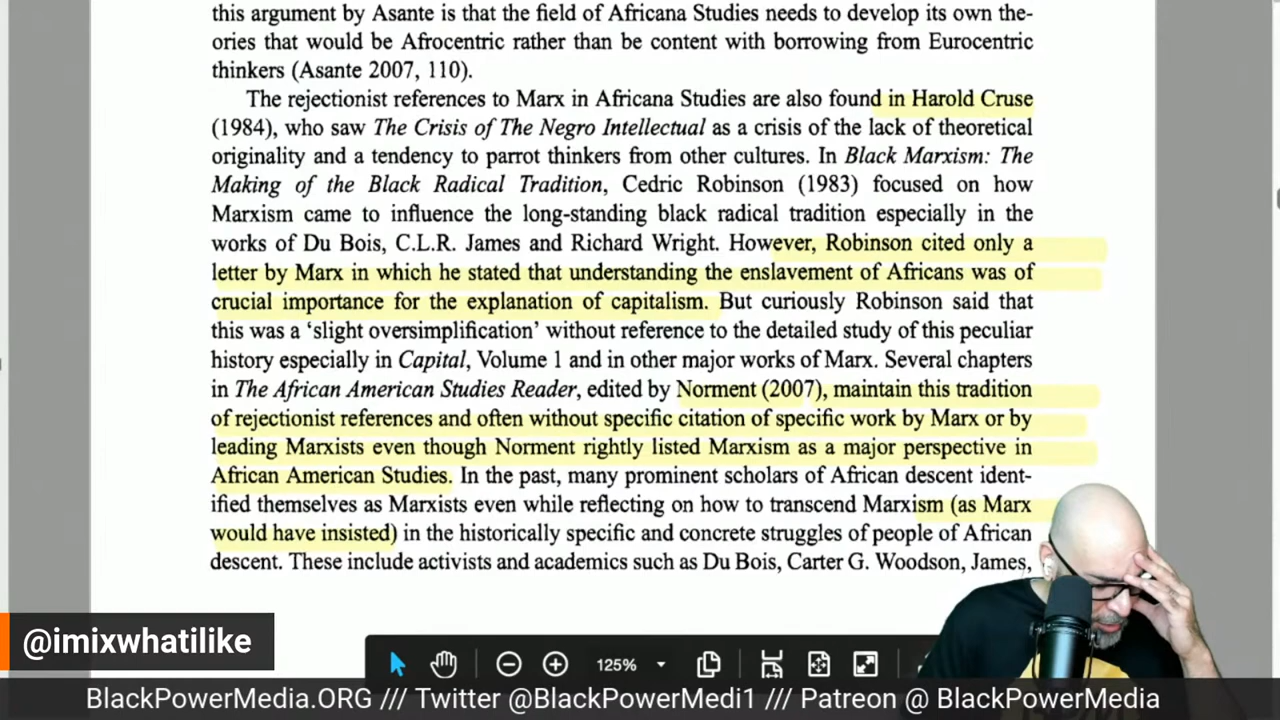 this argument by Asante is that the field of Africana Studies needs to develop its own the-
ories that would be Afrocentric rather than be content with borrowing from Eurocentric
thinkers (Asante 2007, 110).
The rejectionist references to Marx in Africana Studies are also found in Harold Cruse
(1984), who saw The Crisis of The Negro Intellectual as a crisis of the lack of theoretical
originality and a tendency to parrot thinkers from other cultures. In Black Marxism: The
Making of the Black Radical Tradition, Cedric Robinson (1983) focused on how
Marxism came to influence the long-standing black radical tradition especially in the
works of Du Bois, C.L.R. James and Richard Wright. However, Robinson cited only a
letter by Marx in which he stated that understanding the enslavement of Africans was of
crucial importance for the explanation of capitalism. But curiously Robinson said that
this was a ‘slight oversimplification’ without reference to the detailed study of this peculiar
history especially in Capital, Volume 1 and in other major works of Marx. Several chapters
in The African American Studies Reader, edited by Norment (2007), maintain this tradition
of rejectionist references and often without specific citation of specific work by Marx or by
leading Marxists even though Norment rightly listed Marxism as a major perspective in
African American Studies. In the past, many prominent scholars of African descent ident-
ified themselves as Marxists even while reflecting on how to transcend Marxism (as Marx
would have insisted) in the historically specific and concrete struggles of people of African
descent. These include activists and academics such as Du Bois, Carter G. Woodson, James,
@imixwhatilike
125%
BlackPowerMedia.ORG /// Twitter @BlackPowerMedi1 /// Patreon @ BlackPowerMedia